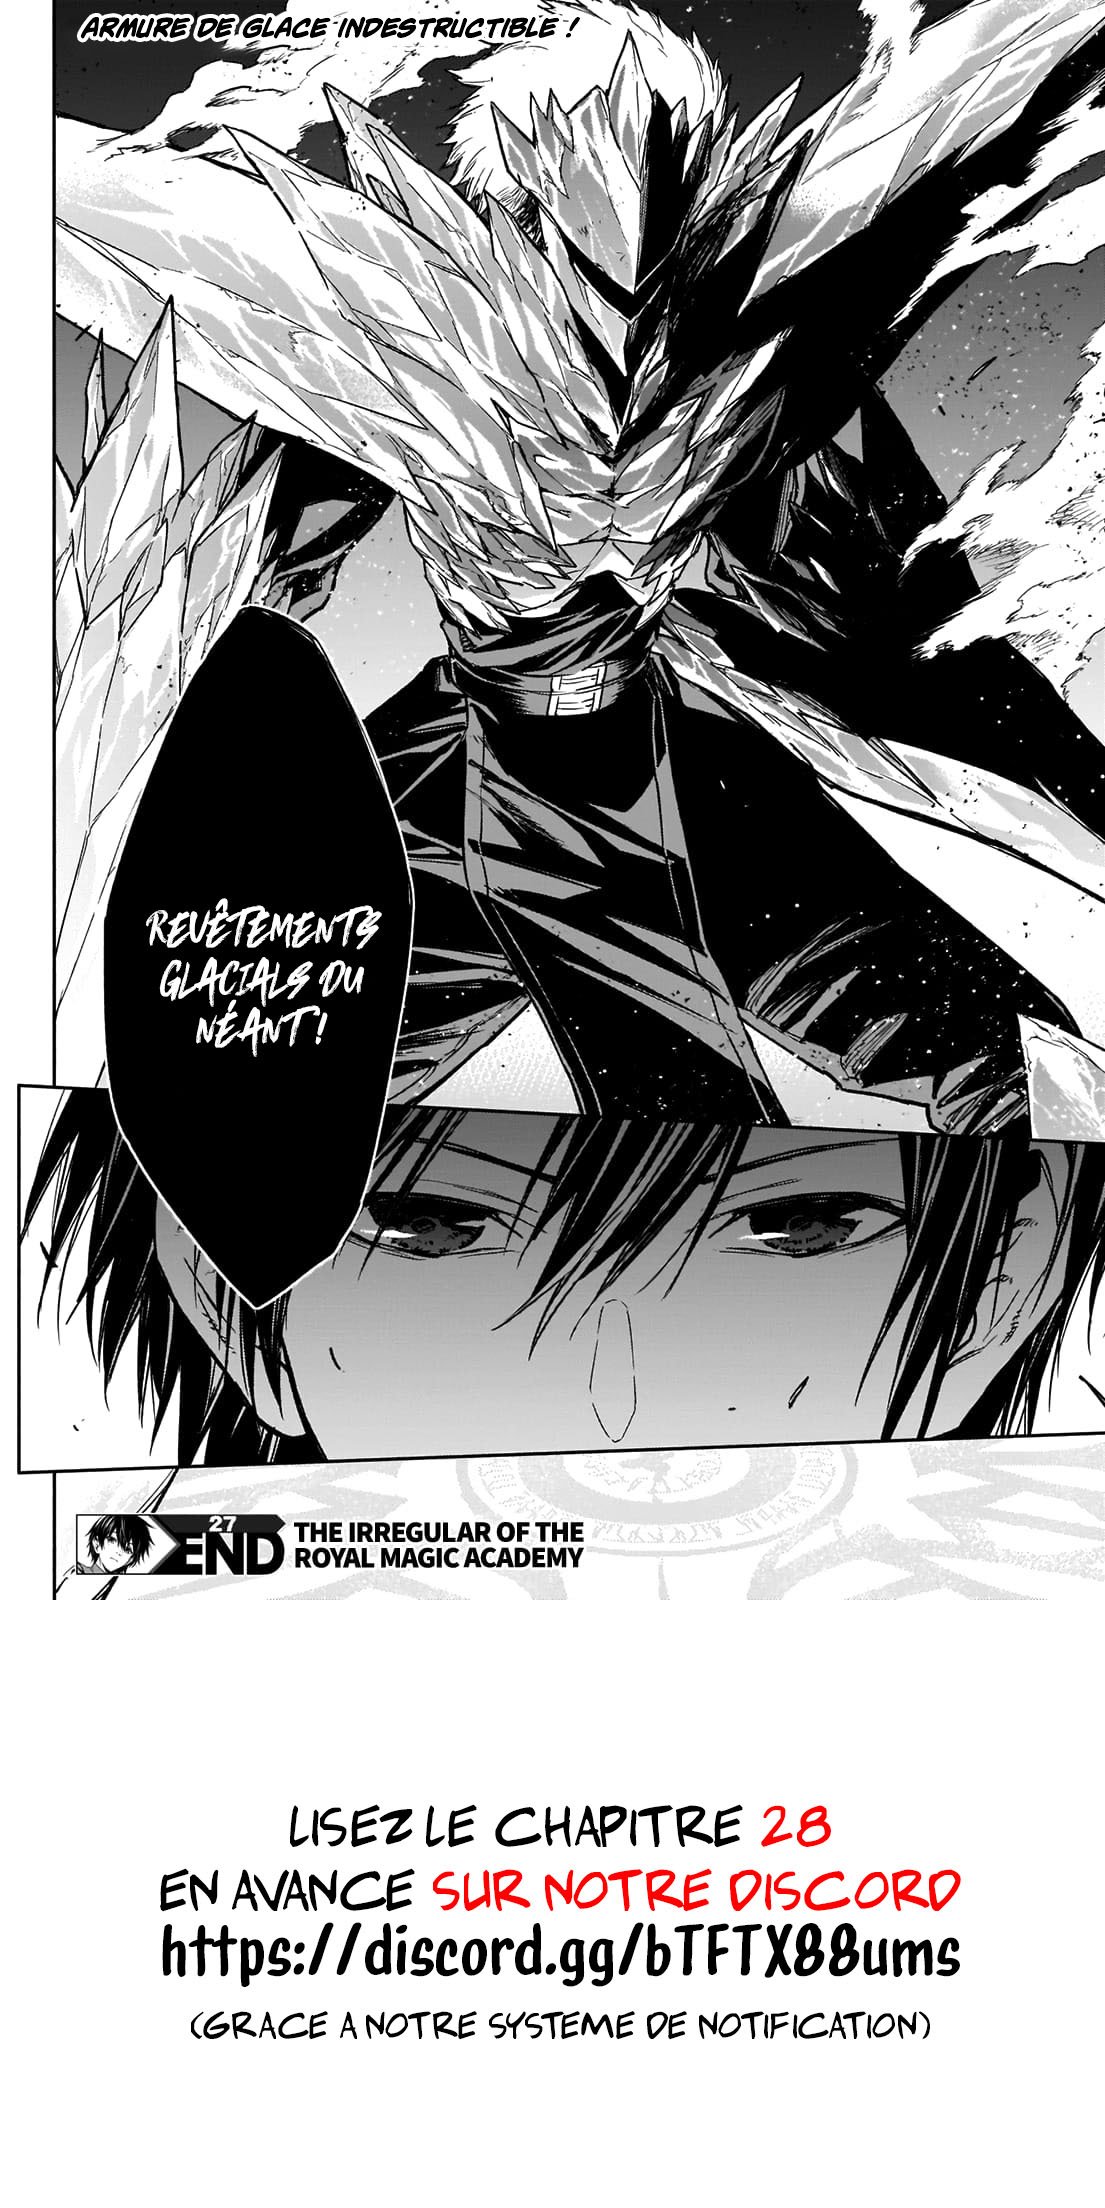 ARMURE DE GLACE INDESTRUCTIBLE !
REVÊTEMENTS
GLACIALS DU
NÉANT !
27
END
THE IRREGULAR OF THE
ROYAL MAGIC ACADEMY
LISEZ LE CHAPITRE 28
EN AVANCE SUR NOTRE DISCORD
https://discord.gg/bTFTX88ums
(GRACE A NOTRE SYSTEME DE NOTIFICATION)